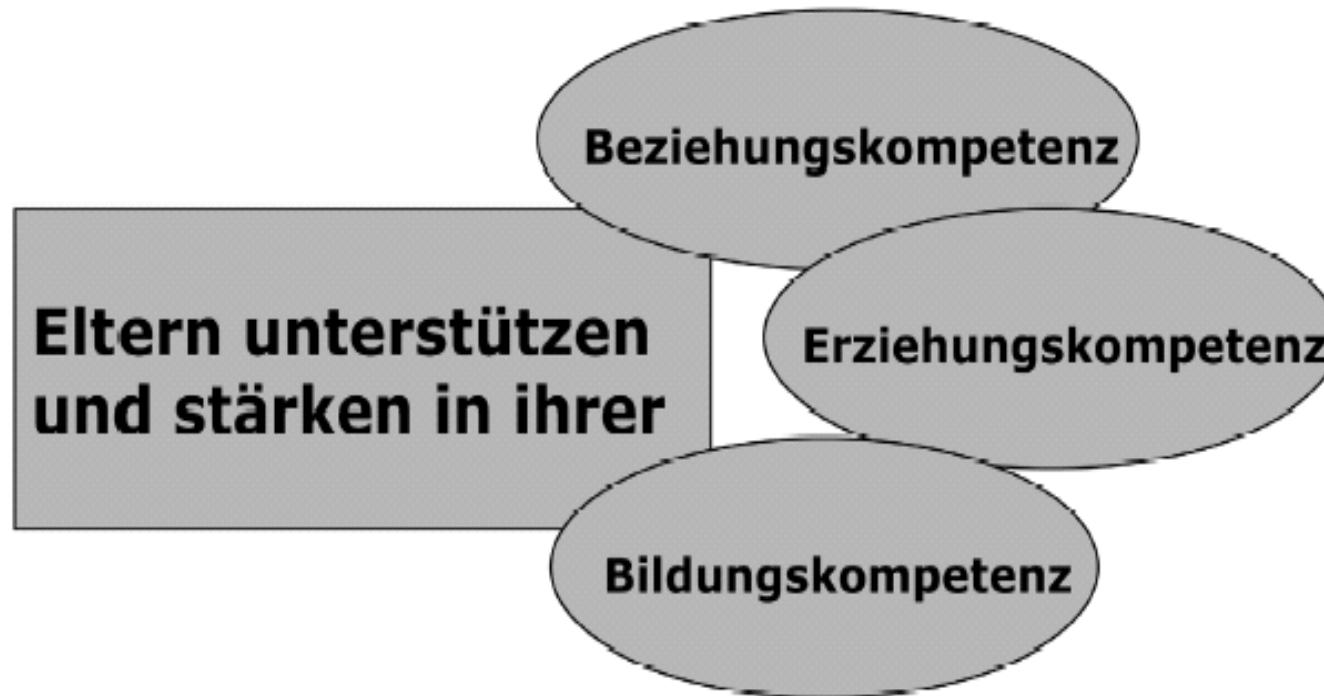 Beziehungskompetenz
Eltern unterstützen
und stärken in ihrer
Erziehungskompetenz
Bildungskompetenz